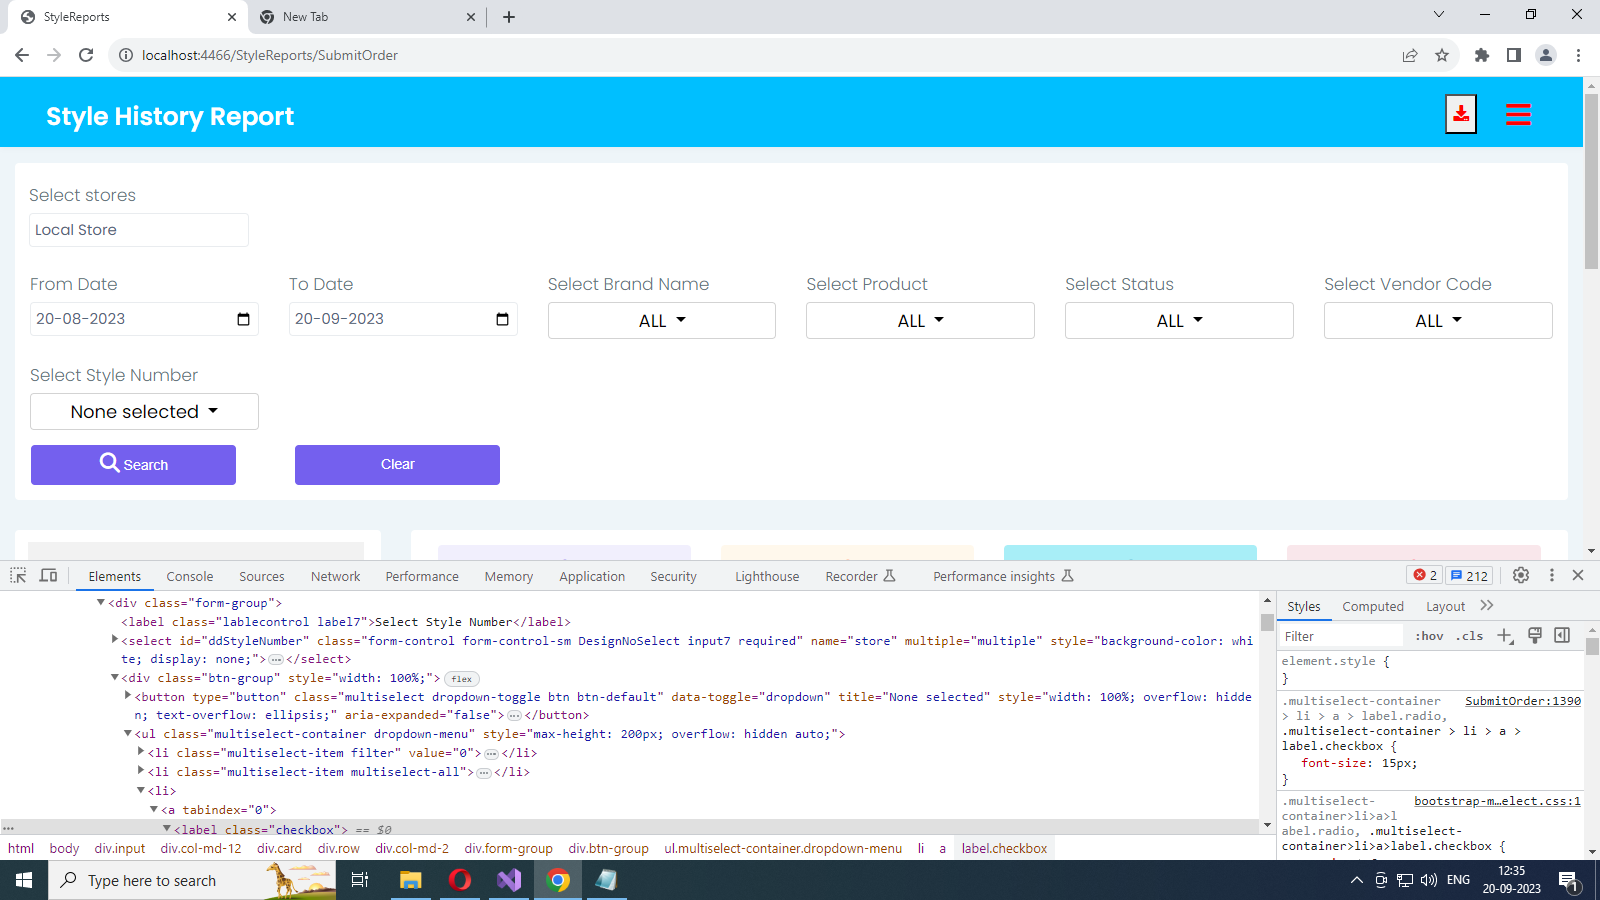 StyleReports
New Tab
localhost:4466/StyleReports/SubmitOrder
Style History Report
Select stores
Local Store
From Date
To Date
Select Brand Name
Select Product
Select Status
Select Vendor Code
20-08-2023
20-09-2023
ALL
ALL
ALL
ALL
Select Style Number
None selected
Search
Clear
Elements
Console
Sources
Network
Performance
Memory
Application
Security
Lighthouse
Recorder
Performance insights
2
212
<div class="form-group">
<label class="lablecontrol label7">Select Style Number</label>
<select id="ddStyleNumber" class="form-control form-control-sm DesignNoSelect input7 required" name="store" multiple="multiple" style="background-color: whi
te; display: none;">…</select>
<div class="btn-group" style="width: 100%;"> flex
<button type="button" class="multiselect dropdown-toggle btn btn-default" data-toggle="dropdown" title="None selected" style="width: 100%; overflow: hidde
n; text-overflow: ellipsis;" aria-expanded="false">…</button>
<ul class="multiselect-container dropdown-menu" style="max-height: 200px; overflow: hidden auto;">
<li class="multiselect-item filter" value="0">…</li>
<li class="multiselect-item multiselect-all">…</li>
<li>
<a tabindex="0">
… <label class="checkbox"> == $0
html body div.input div.col-md-12 div.card div.row div.col-md-2 div.form-group div.btn-group ul.multiselect-container.dropdown-menu li a label.checkbox
Styles
Computed
Layout
Filter
:hov .cls
element.style {
}
.multiselect-container SubmitOrder:1390
> li > a > label.radio,
.multiselect-container > li > a >
label.checkbox {
font-size: 15px;
}
.multiselect- bootstrap-m…elect.css:1
container>li>a>l
abel.radio, .multiselect-
container>li>a>label.checkbox {
Type here to search
ENG
12:35
20-09-2023
1